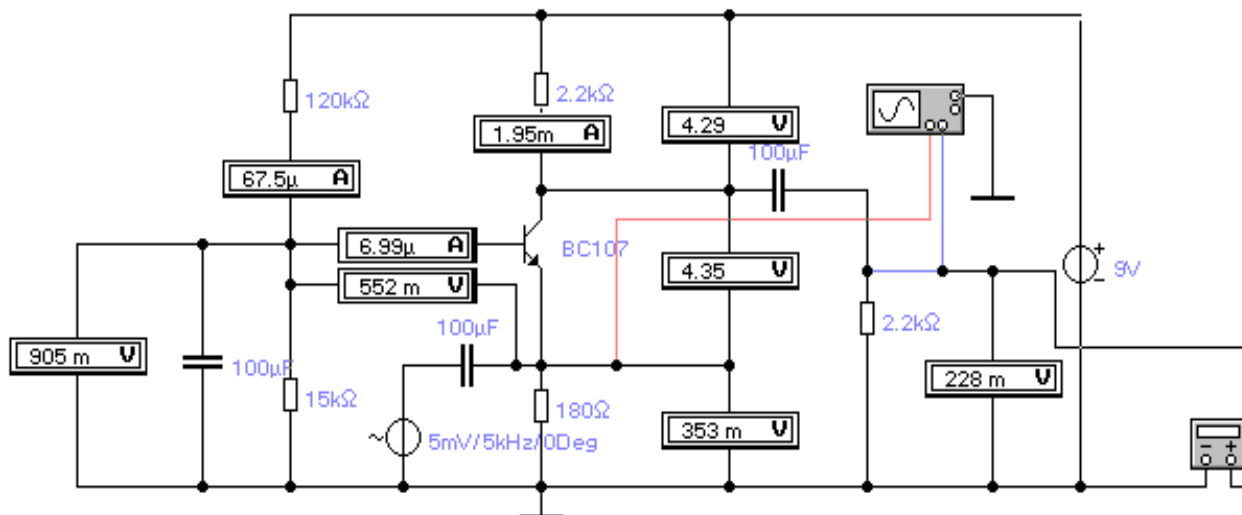 120kΩ
2.2kΩ
1.95m A
4.29 V
100µF
67.5µ A
6.99µ A
BC107
552 m V
4.35 V
9V
100µF
2.2kΩ
905 m V
100µF
15kΩ
180Ω
228 m V
353 m V
5mV/5kHz/0Deg